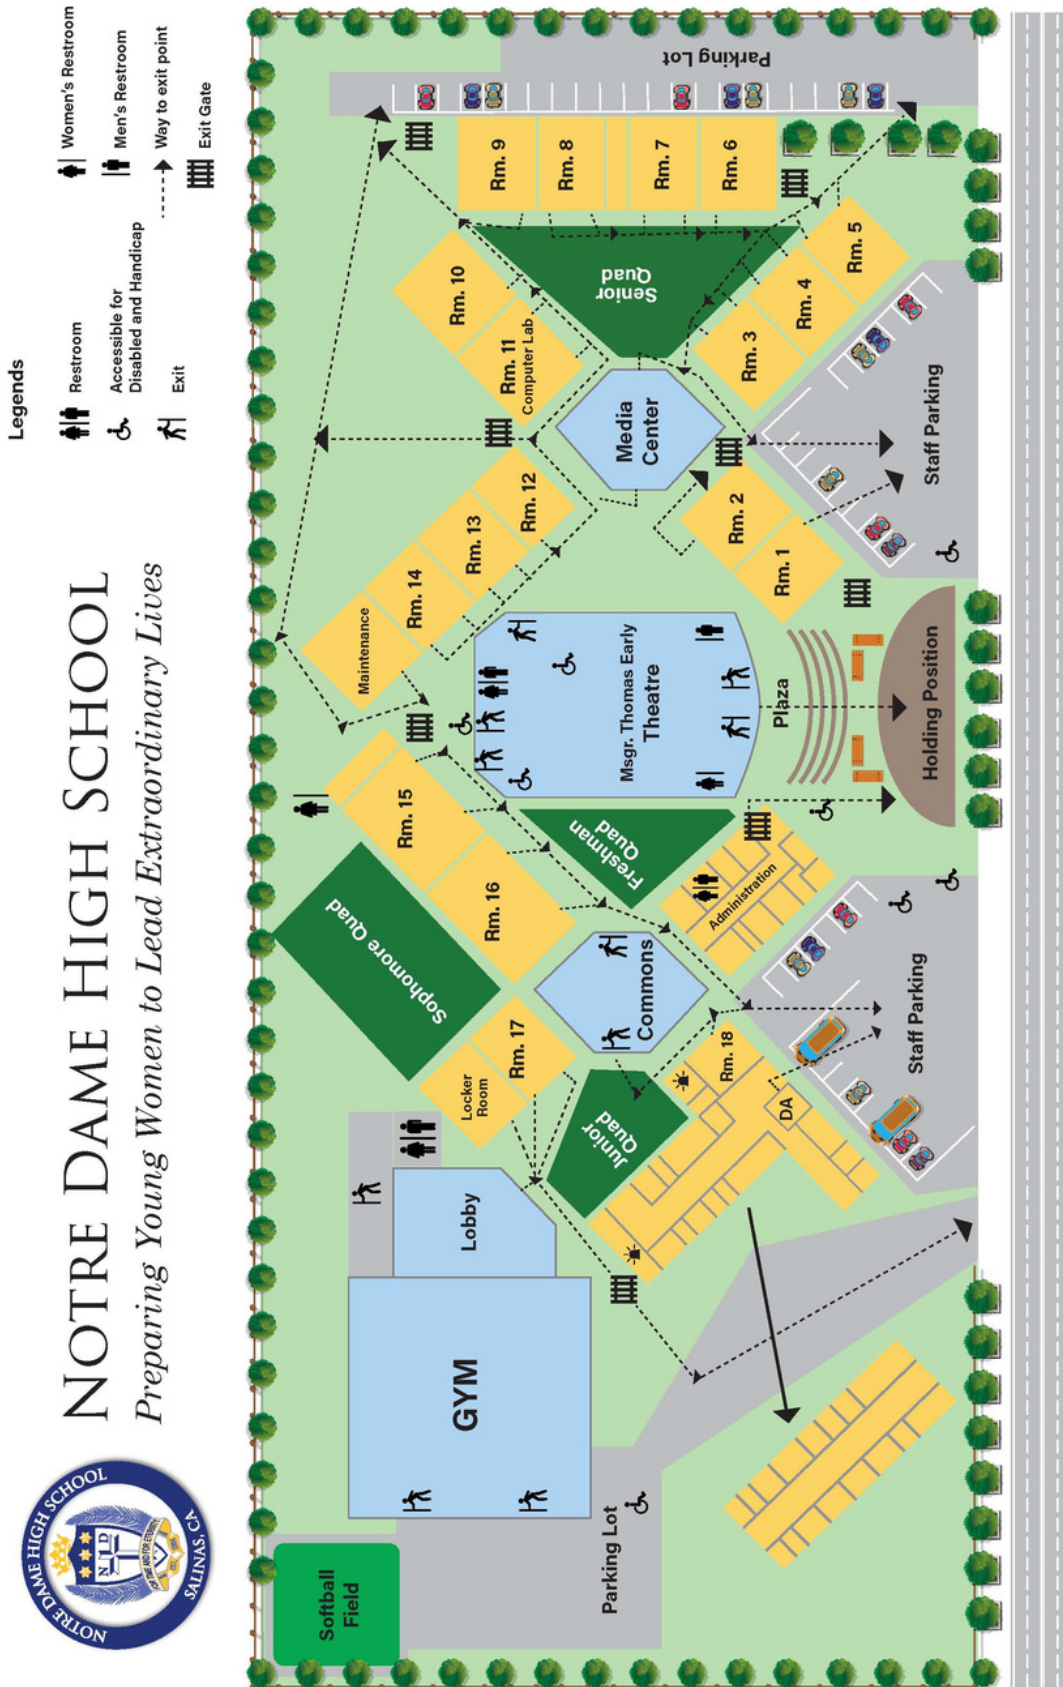 NOTRE DAME HIGH SCHOOL
Preparing Young Women to Lead Extraordinary Lives
NOTRE DAME HIGH SCHOOL
SALINAS, CA
N D
Legends
Restroom
Accessible for
Disabled and Handicap
Exit
Women's Restroom
Men's Restroom
Way to exit point
Exit Gate
Softball
Field
GYM
Lobby
Locker
Room
Rm. 17
Sophomore Quad
Rm. 16
Rm. 15
Maintenance
Rm. 14
Rm. 13
Rm. 12
Rm. 11
Computer Lab
Rm. 10
Rm. 9
Rm. 8
Rm. 7
Rm. 6
Parking Lot
Senior
Quad
Media
Center
Rm. 5
Rm. 4
Rm. 3
Rm. 2
Rm. 1
Staff Parking
Msgr. Thomas Early
Theatre
Plaza
Holding Position
Freshman
Quad
Administration
Commons
Junior
Quad
Rm. 18
DA
Staff Parking
Parking Lot